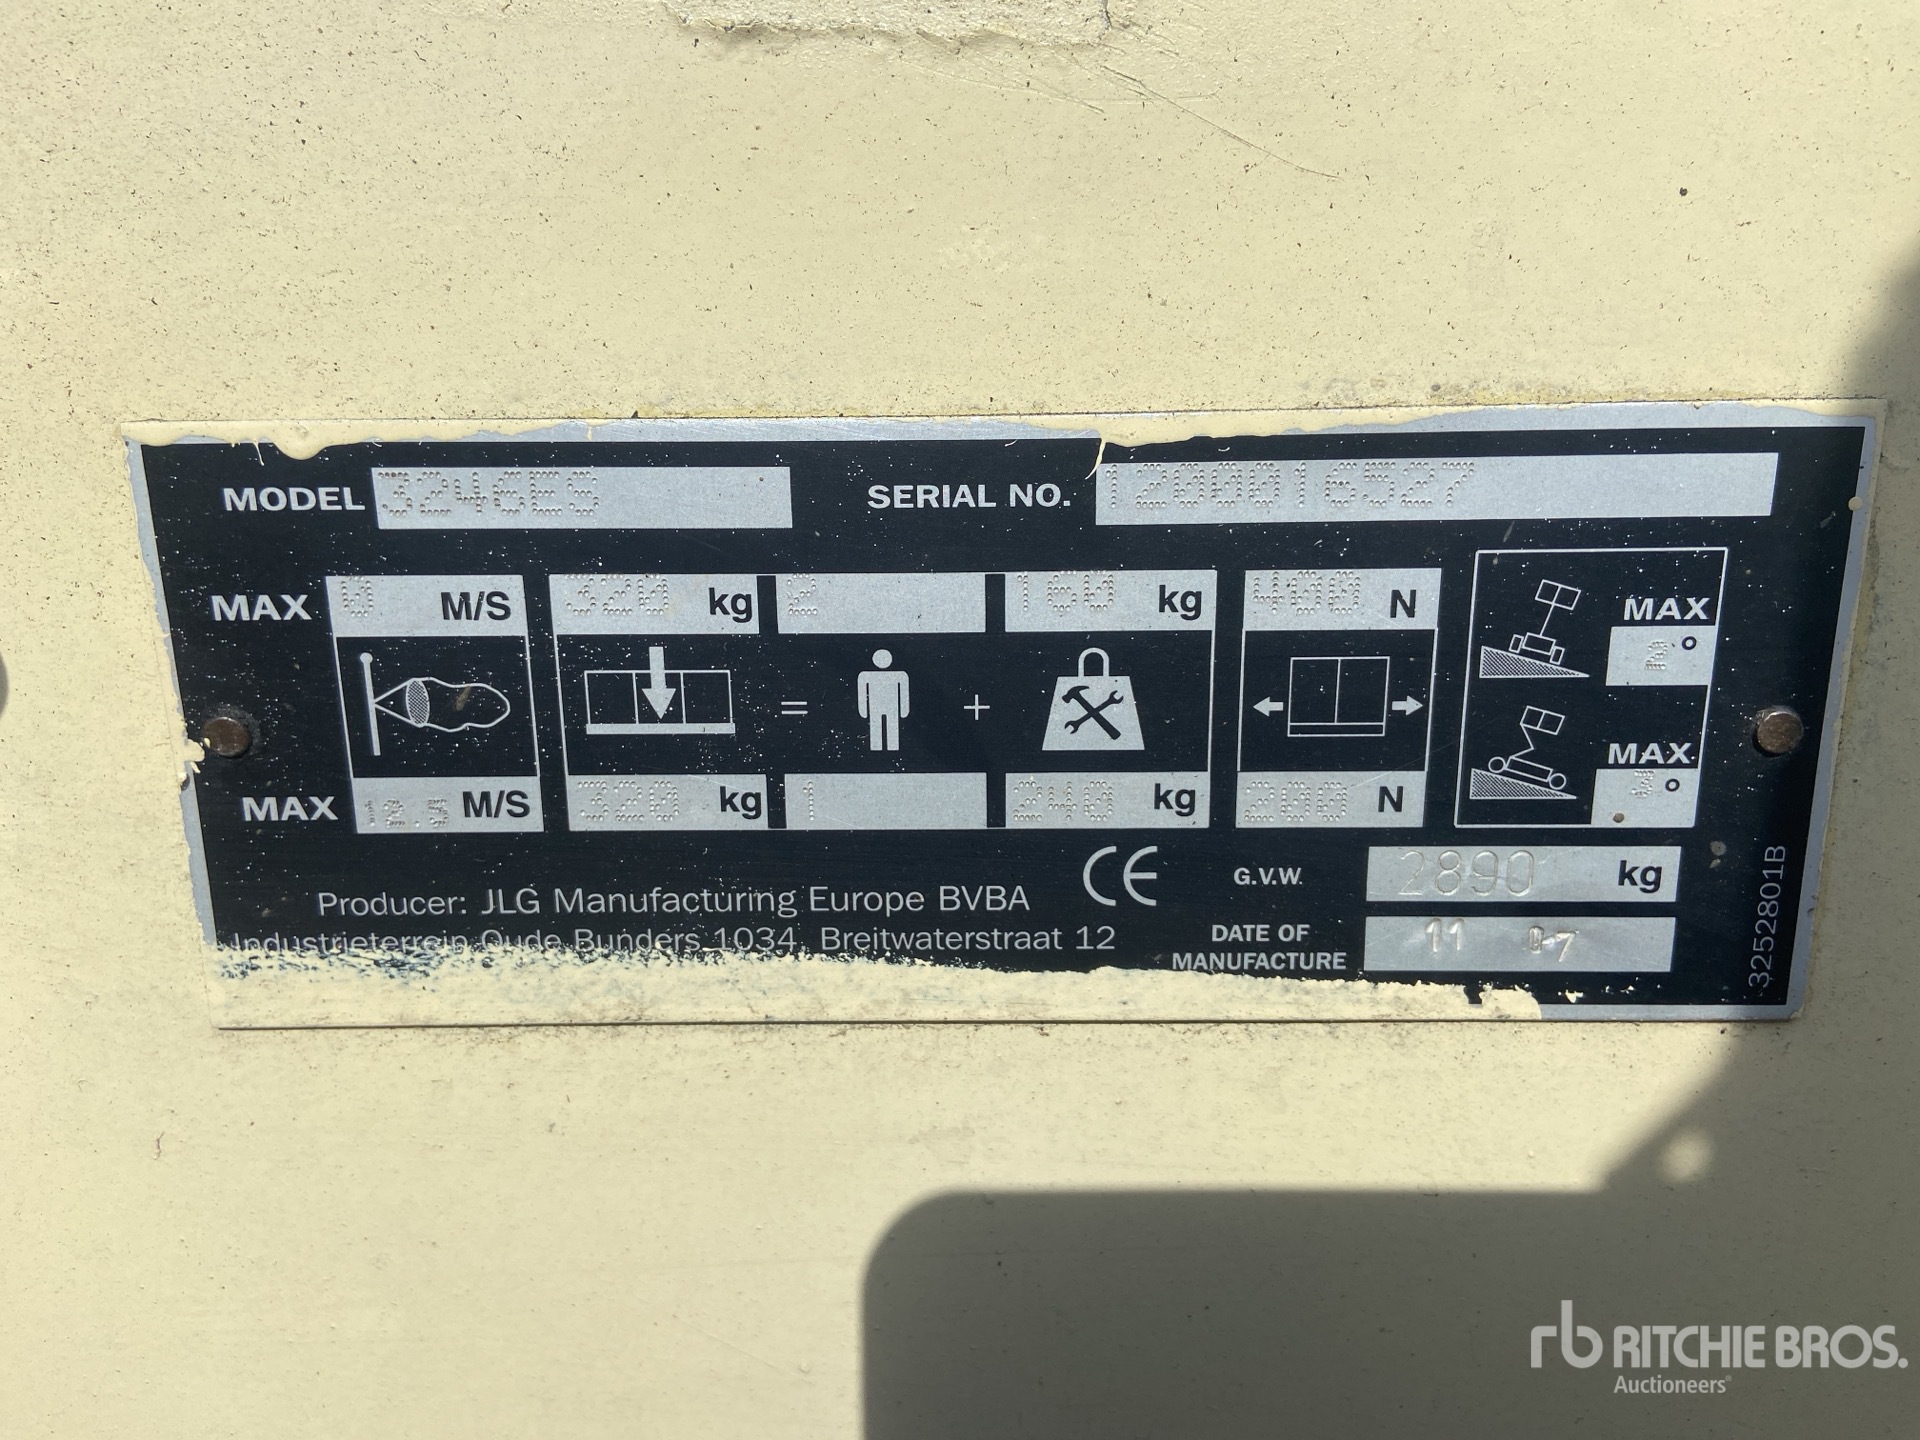 MODEL 3246ES SERIAL NO. 1200016527
MAX 0 M/S 320 kg 2 160 kg 400 N
MAX
2°
MAX
°
MAX 12.5 M/S 320 kg 1 240 kg 200 N
= +
Producer: JLG Manufacturing Europe BVBA CE G.V.W. 2890 kg
Industrieterrein Oude Bunders 1034, Breitwaterstraat 12
DATE OF MANUFACTURE 11 07
3252801B
rb RITCHIE BROS.
Auctioneers